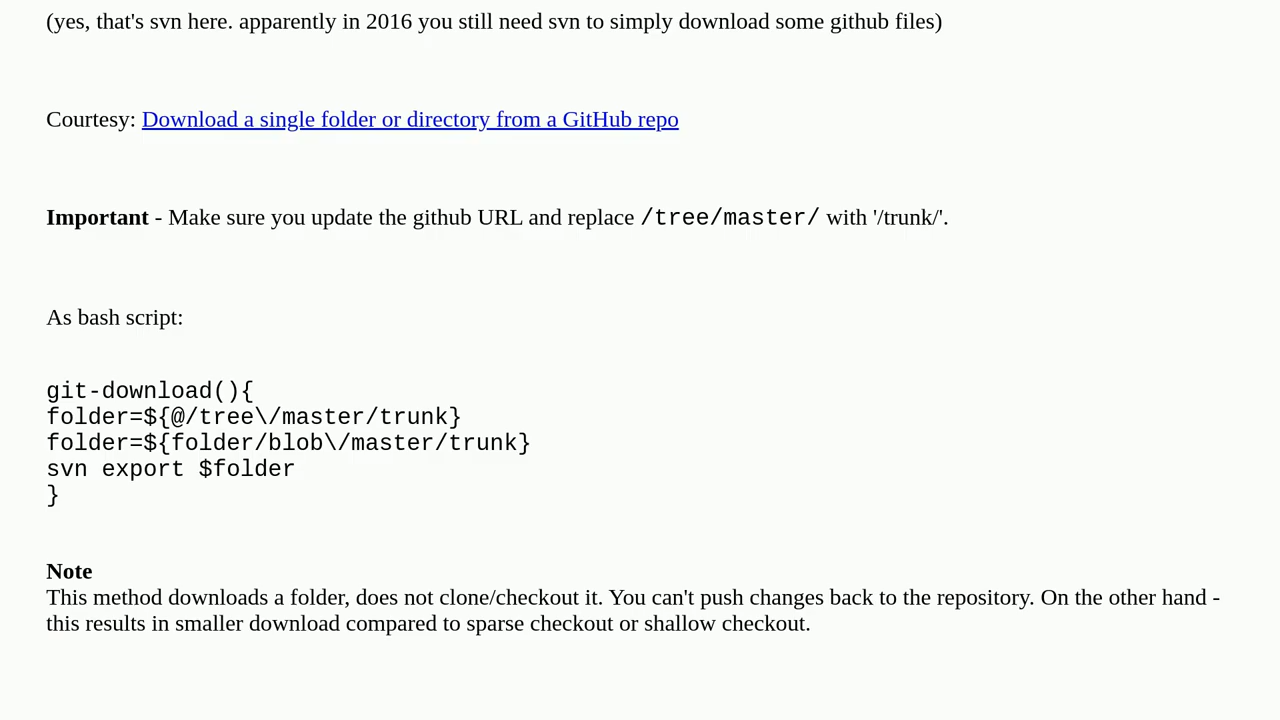 (yes, that's svn here. apparently in 2016 you still need svn to simply download some github files)
Courtesy: Download a single folder or directory from a GitHub repo
Important - Make sure you update the github URL and replace /tree/master/ with '/trunk/'.
As bash script:
git-download(){
folder=${@/tree\/master/trunk}
folder=${folder/blob\/master/trunk}
svn export $folder
}
Note
This method downloads a folder, does not clone/checkout it. You can't push changes back to the repository. On the other hand -
this results in smaller download compared to sparse checkout or shallow checkout.